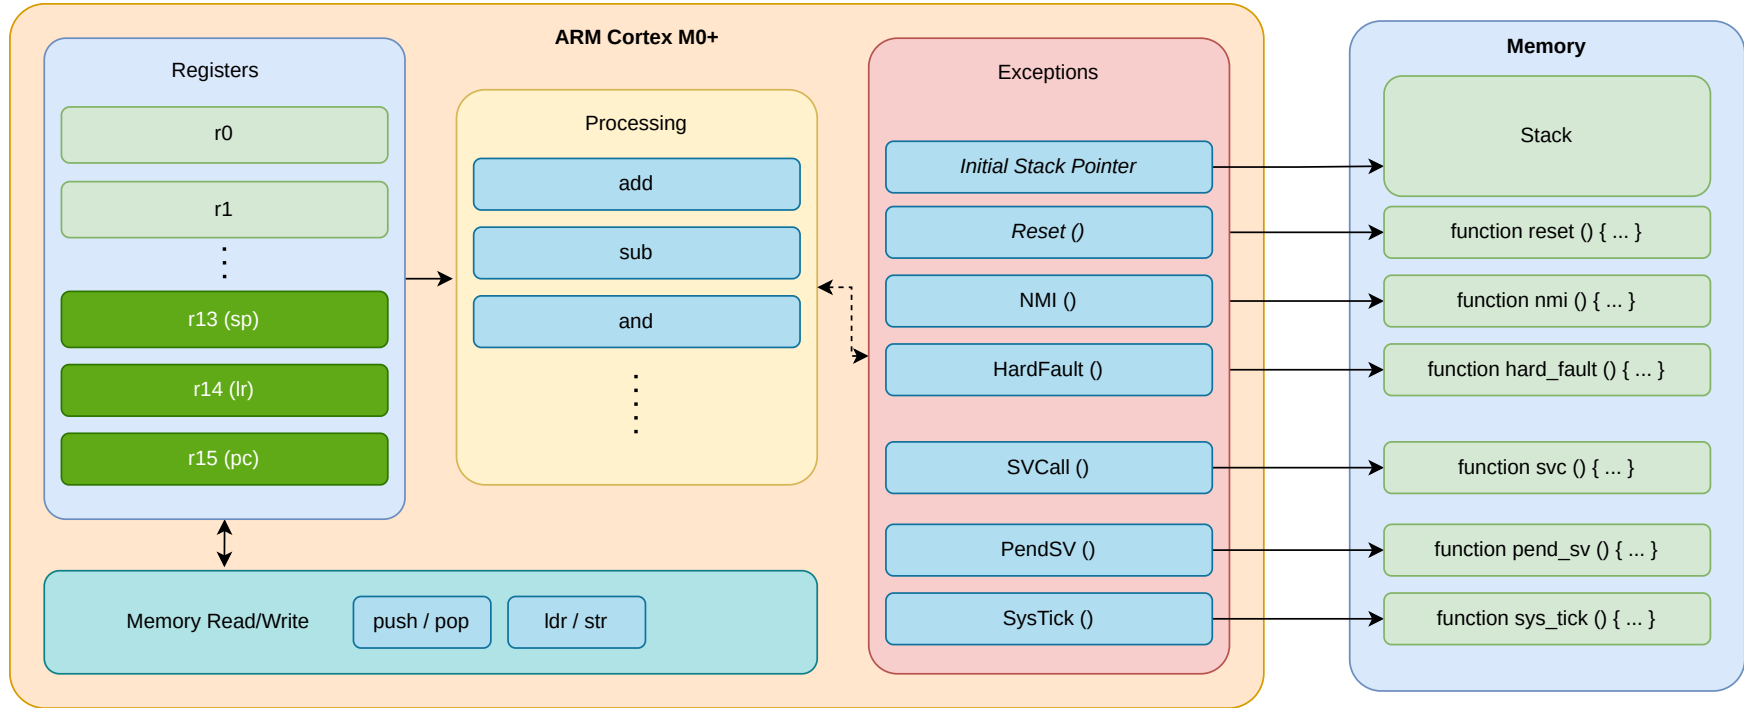 ARM Cortex M0+
Registers
r0
r1
r13 (sp)
r14 (lr)
r15 (pc)
Processing
add
sub
and
Memory Read/Write
push / pop
ldr / str
Exceptions
Initial Stack Pointer
Reset ()
NMI ()
HardFault ()
SVCall ()
PendSV ()
SysTick ()
Memory
Stack
function reset () { ... }
function nmi () { ... }
function hard_fault () { ... }
function svc () { ... }
function pend_sv () { ... }
function sys_tick () { ... }